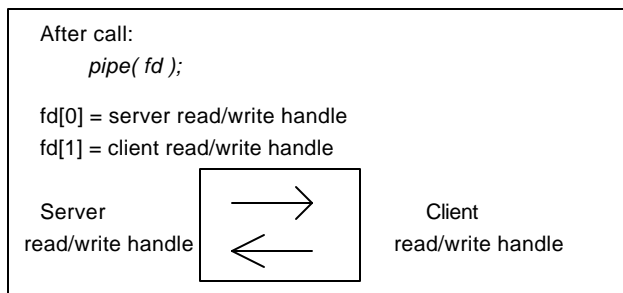 After call:
pipe( fd );
fd[0] = server read/write handle
fd[1] = client read/write handle
Server
read/write handle
Client
read/write handle